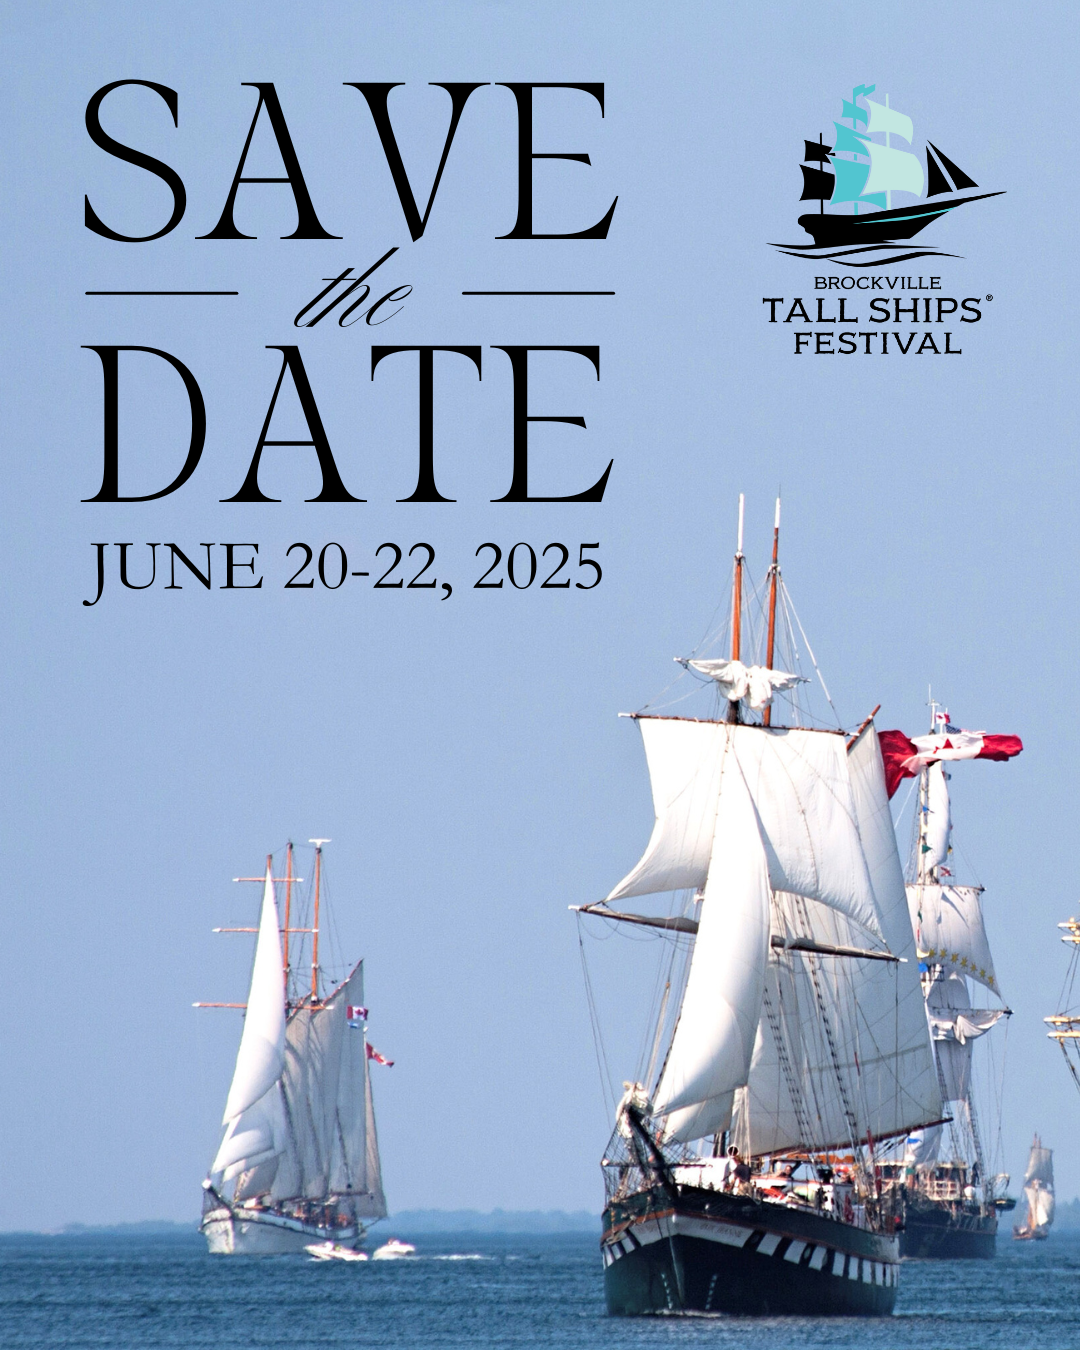 SAVE
the
DATE
JUNE 20-22, 2025
BROCKVILLE
TALL SHIPS®
FESTIVAL